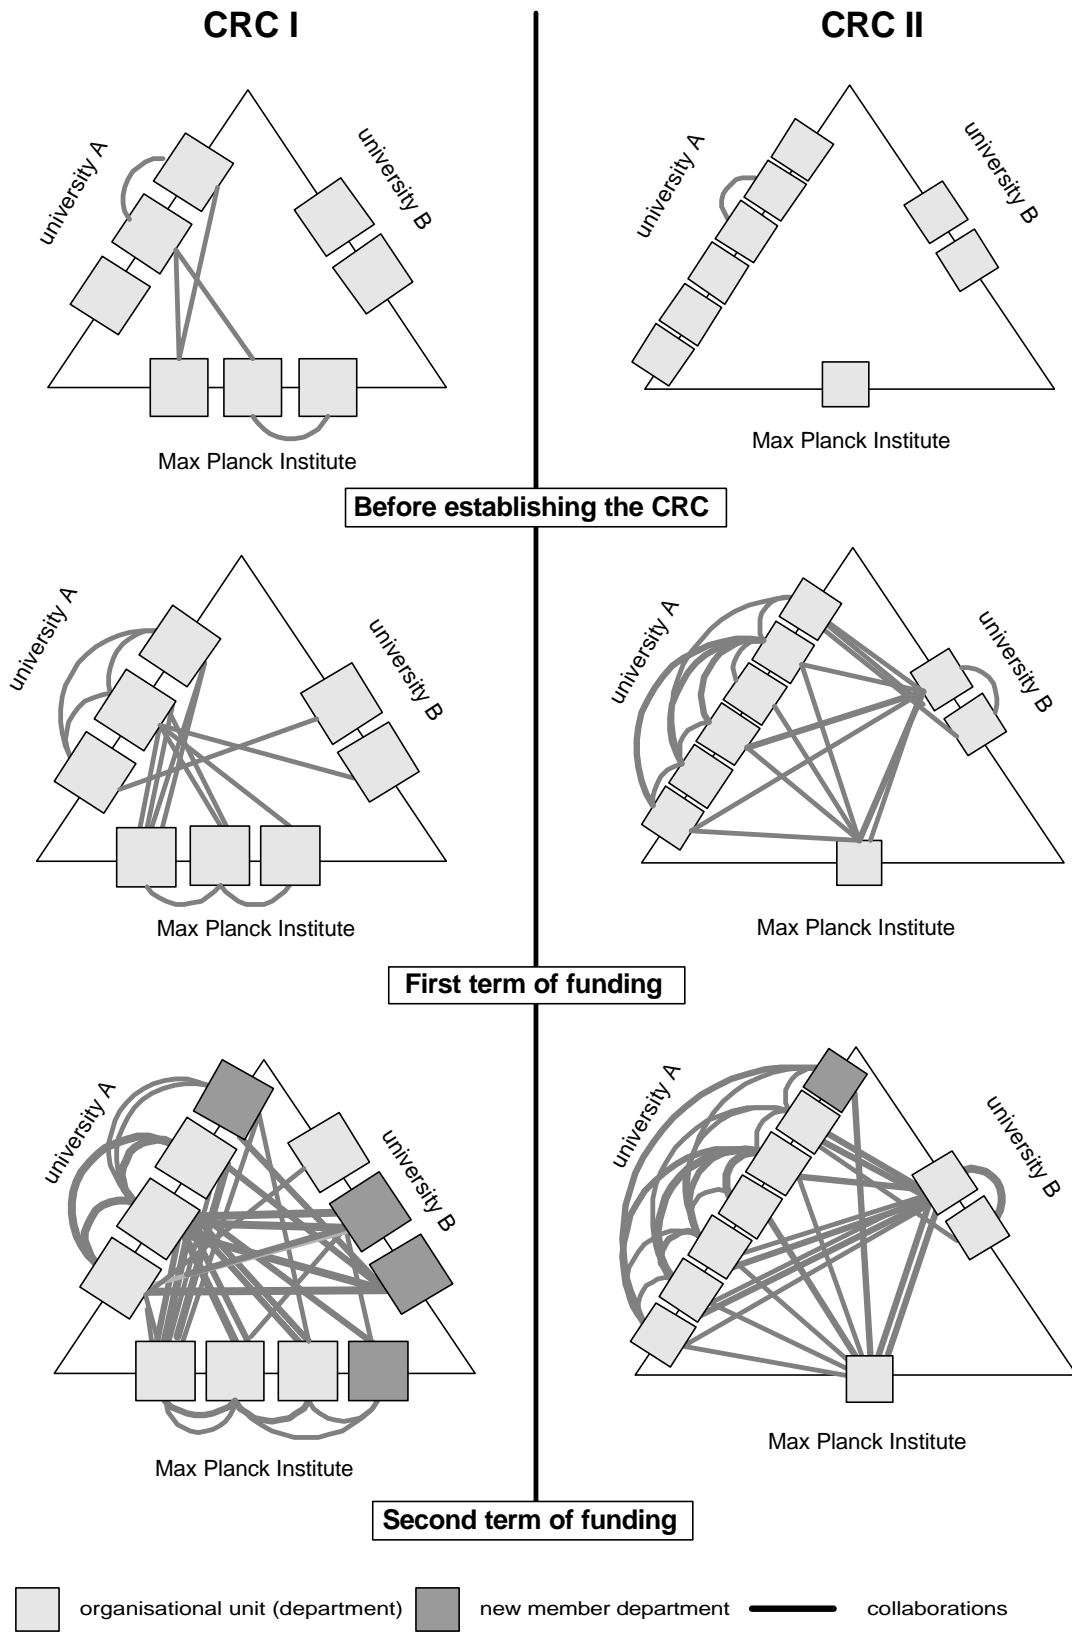 CRC I
CRC II
university A
university B
university A
university B
Max Planck Institute
Max Planck Institute
Before establishing the CRC
university A
university B
university A
university B
Max Planck Institute
Max Planck Institute
First term of funding
university A
university B
university A
university B
Max Planck Institute
Max Planck Institute
Second term of funding
organisational unit (department)
new member department
collaborations